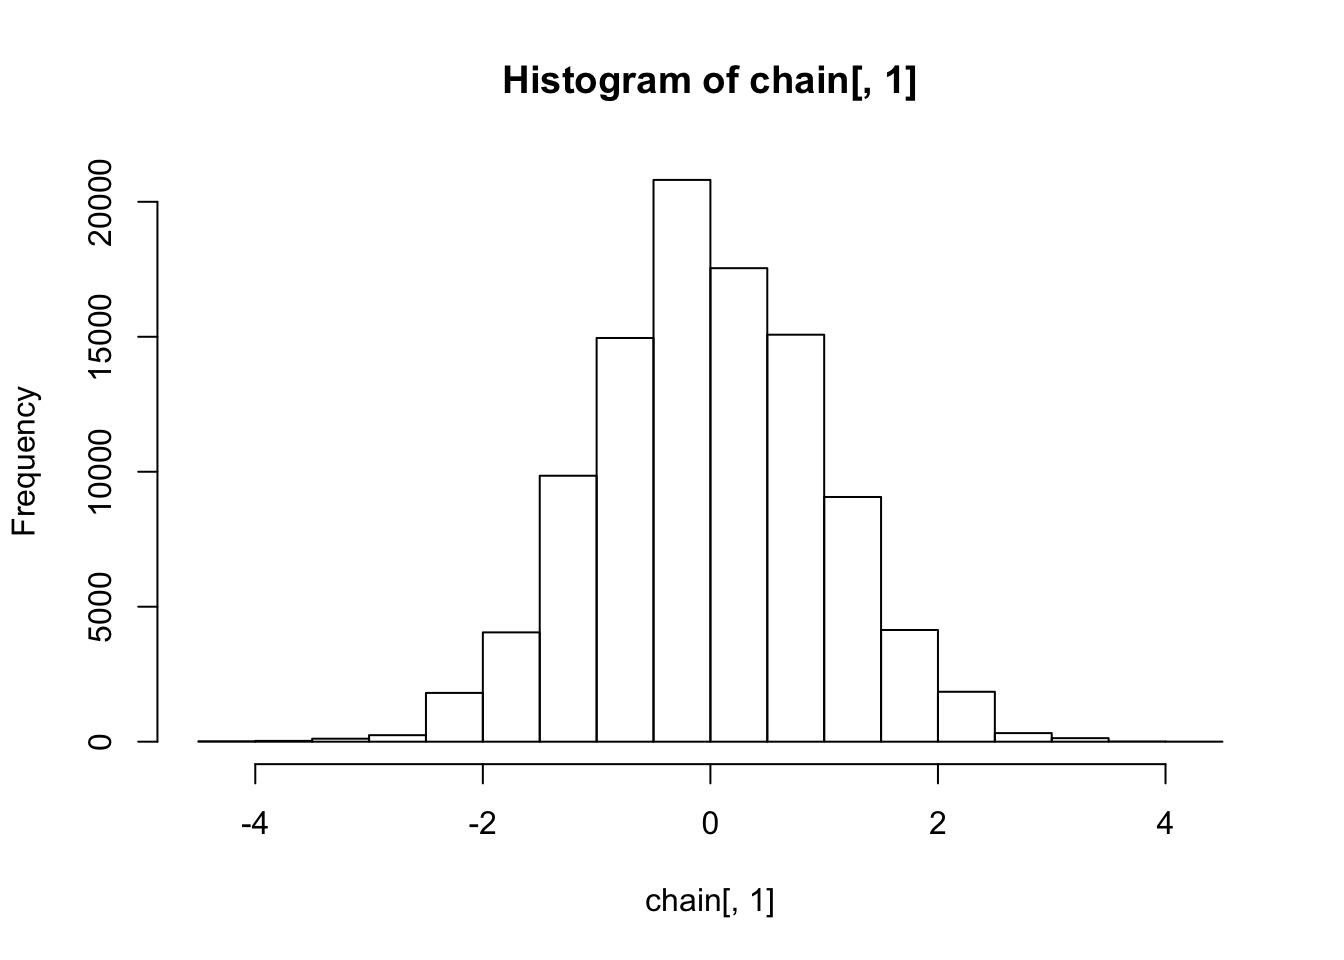 Histogram of chain[, 1]
Frequency
20000
15000
10000
5000
0
-4 -2 0 2 4
chain[, 1]